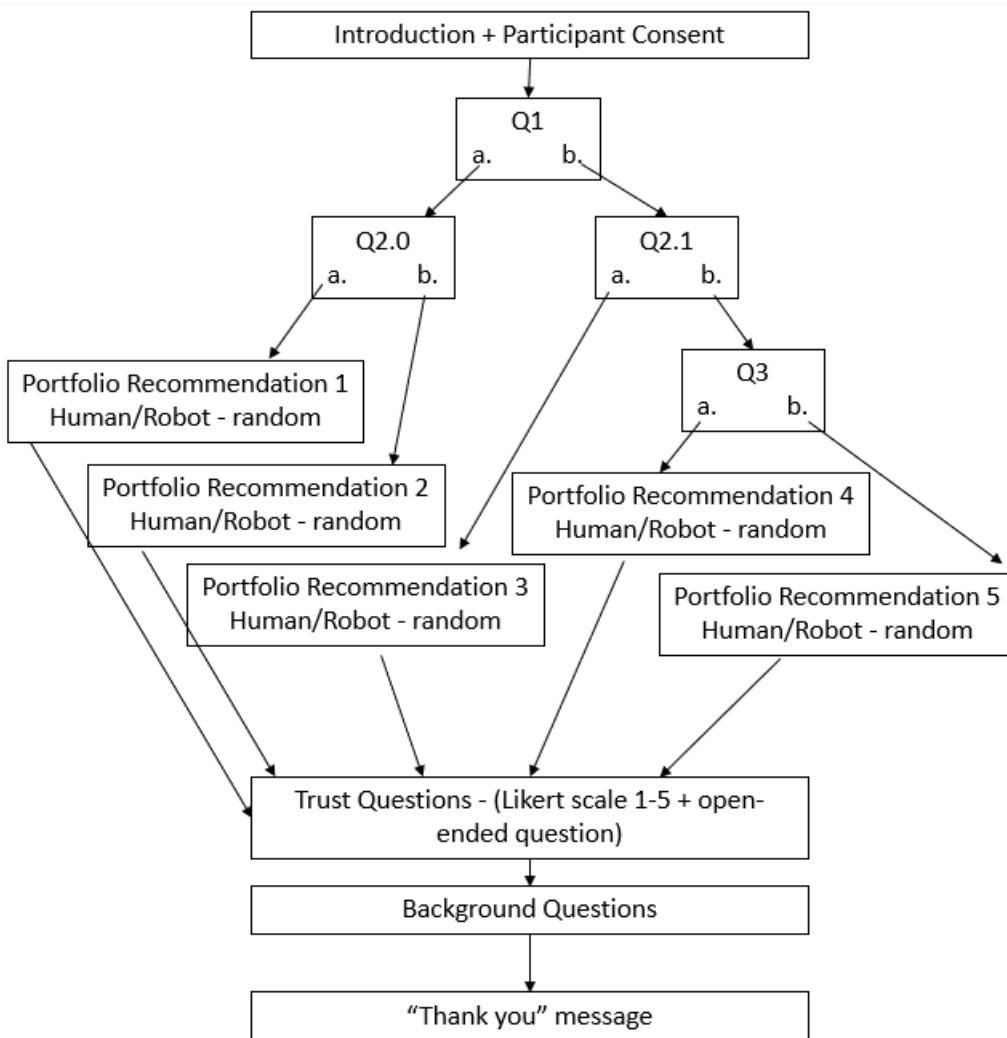 Introduction + Participant Consent
Q1
a. b.
Q2.0
a. b.
Q2.1
a. b.
Portfolio Recommendation 1
Human/Robot - random
Q3
a. b.
Portfolio Recommendation 2
Human/Robot - random
Portfolio Recommendation 4
Human/Robot - random
Portfolio Recommendation 3
Human/Robot - random
Portfolio Recommendation 5
Human/Robot - random
Trust Questions - (Likert scale 1-5 + open-
ended question)
Background Questions
“Thank you” message